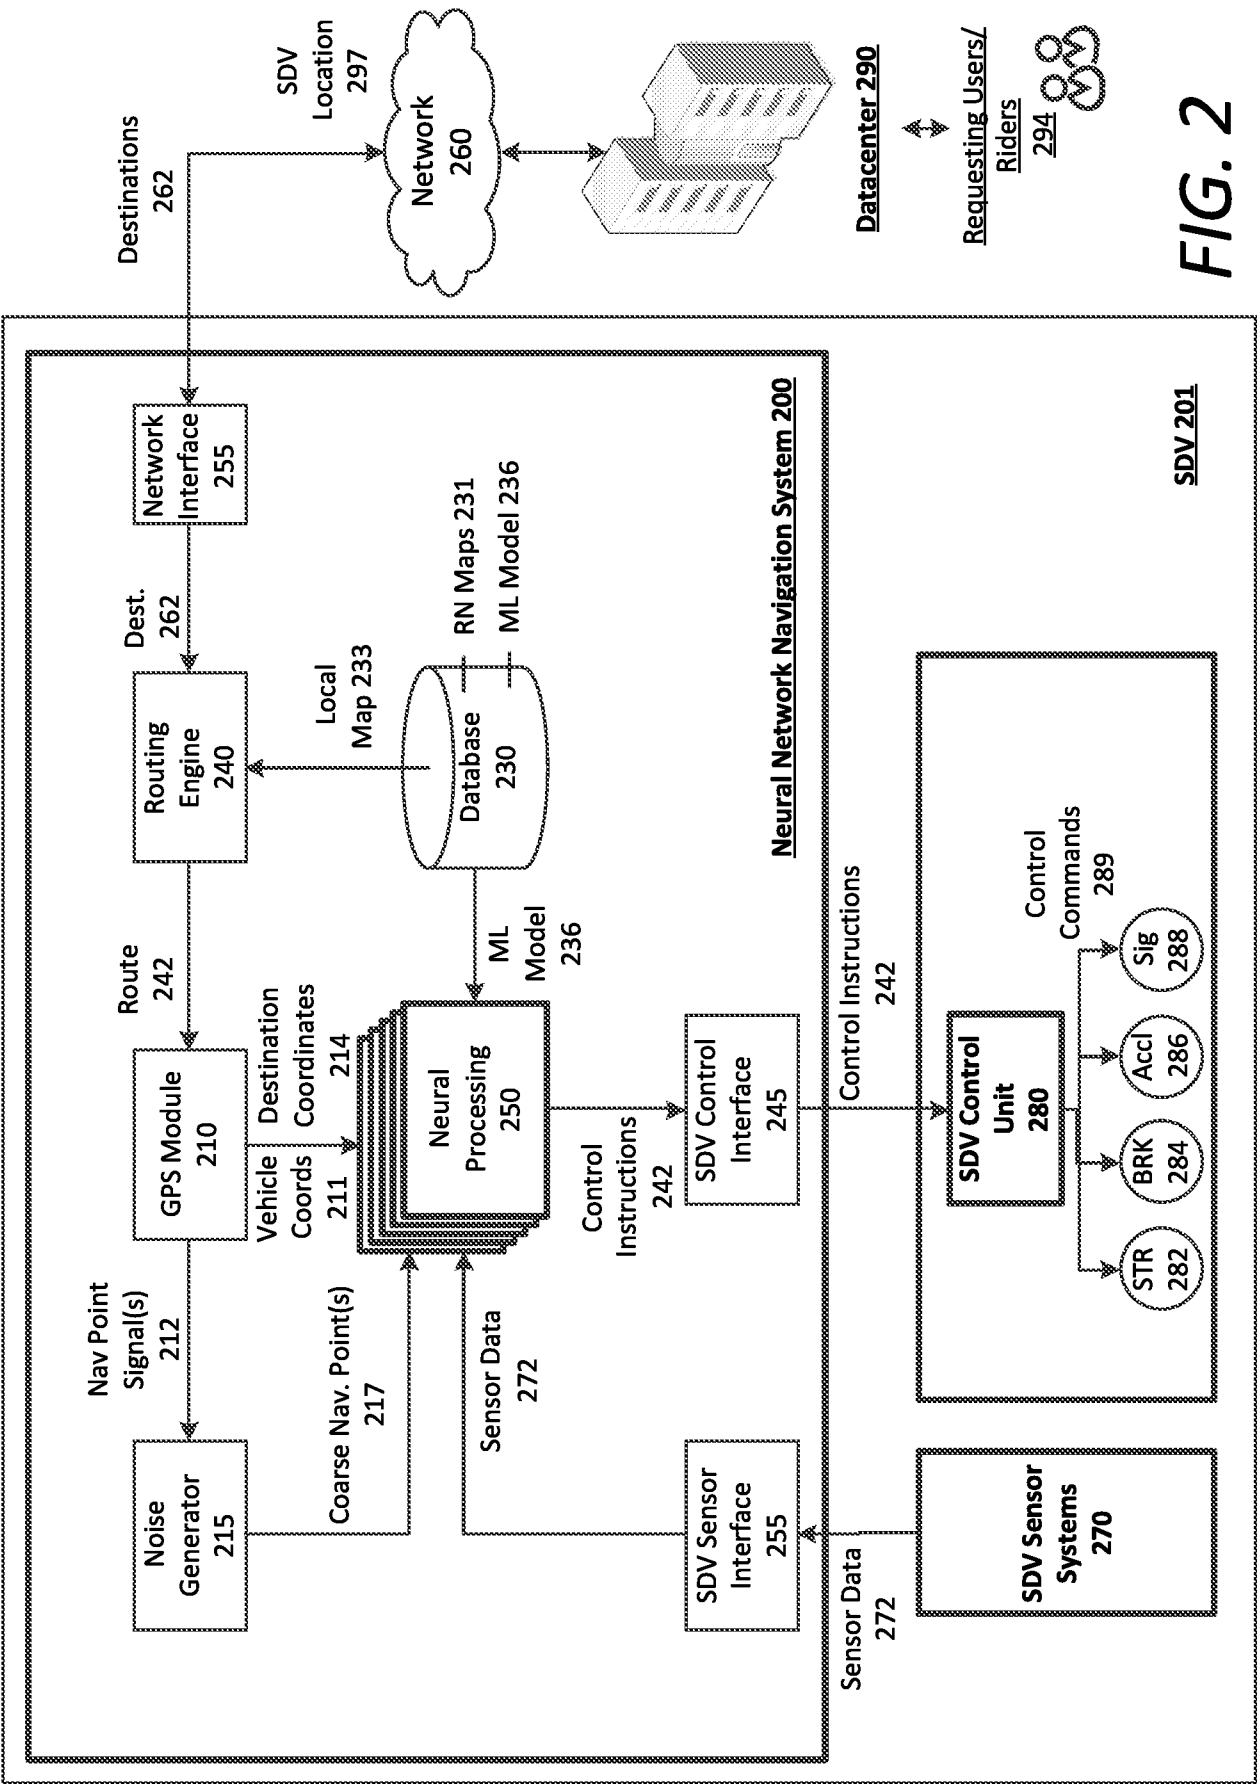 Noise
Generator
215
Nav Point
Signal(s)
212
GPS Module
210
Route
242
Routing
Engine
240
Dest.
262
Network
Interface
255
Destinations
262
SDV
Location
297
Network
260
Datacenter 290
Requesting Users/
Riders
294
Coarse Nav. Point(s)
217
Vehicle
Coords
211
Destination
Coordinates
214
Local
Map 233
Sensor Data
272
Neural
Processing
250
ML
Model
236
Database
230
RN Maps 231
ML Model 236
Control
Instructions
242
SDV Sensor
Interface
255
SDV Control
Interface
245
Neural Network Navigation System 200
Sensor Data
272
Control Instructions
242
SDV Sensor
Systems
270
SDV Control
Unit
280
Control
Commands
289
STR
282
BRK
284
Accl
286
Sig
288
SDV 201
FIG. 2